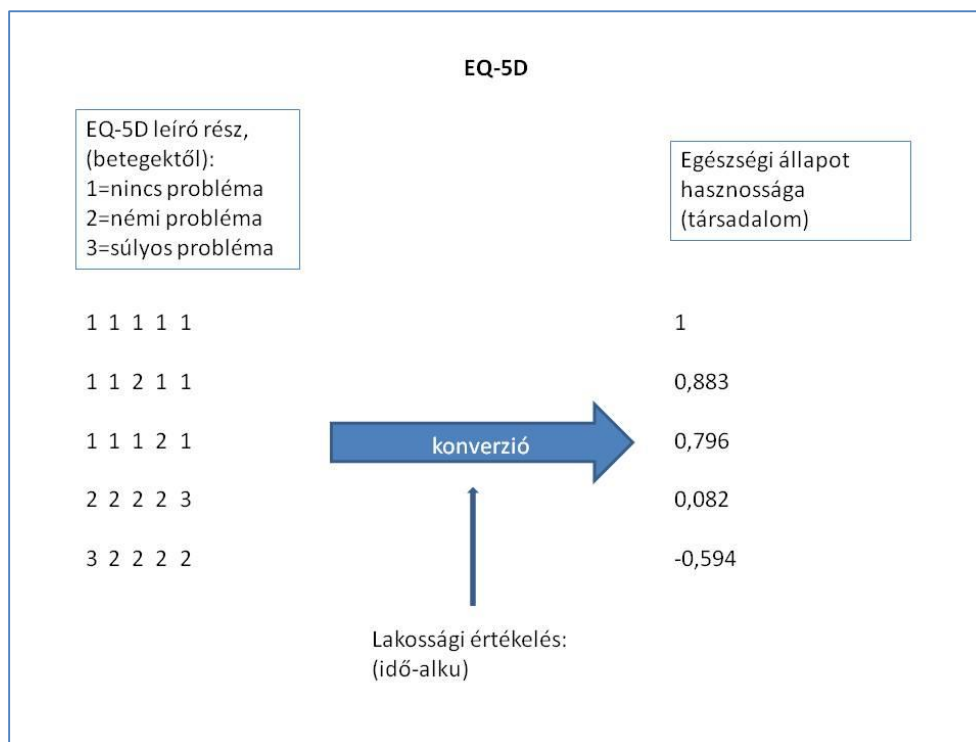 EQ-5D
EQ-5D leíró rész,
(betegektől):
1=nincs probléma
2=némi probléma
3=súlyos probléma
Egészségi állapot
hasznossága
(társadalom)
1 1 1 1 1
1
1 1 2 1 1
0,883
1 1 1 2 1
konverzió
0,796
2 2 2 2 3
0,082
3 2 2 2 2
-0,594
Lakossági értékelés:
(idő-alku)